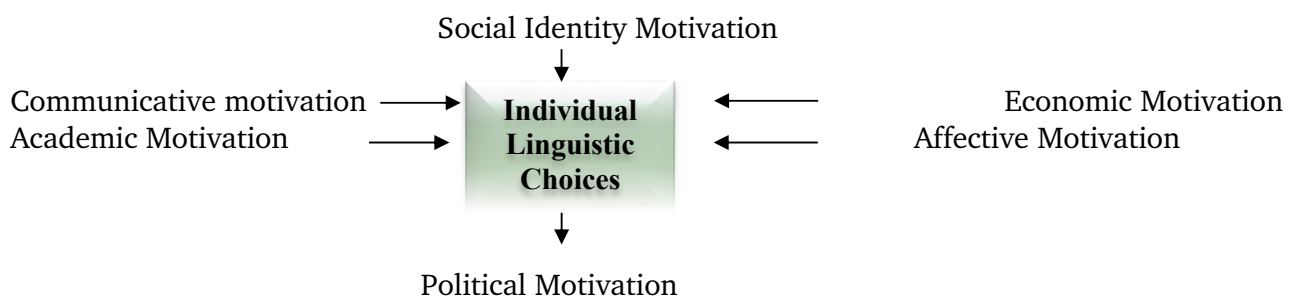 Social Identity Motivation
Communicative motivation
Academic Motivation
Individual
Linguistic
Choices
Economic Motivation
Affective Motivation
Political Motivation